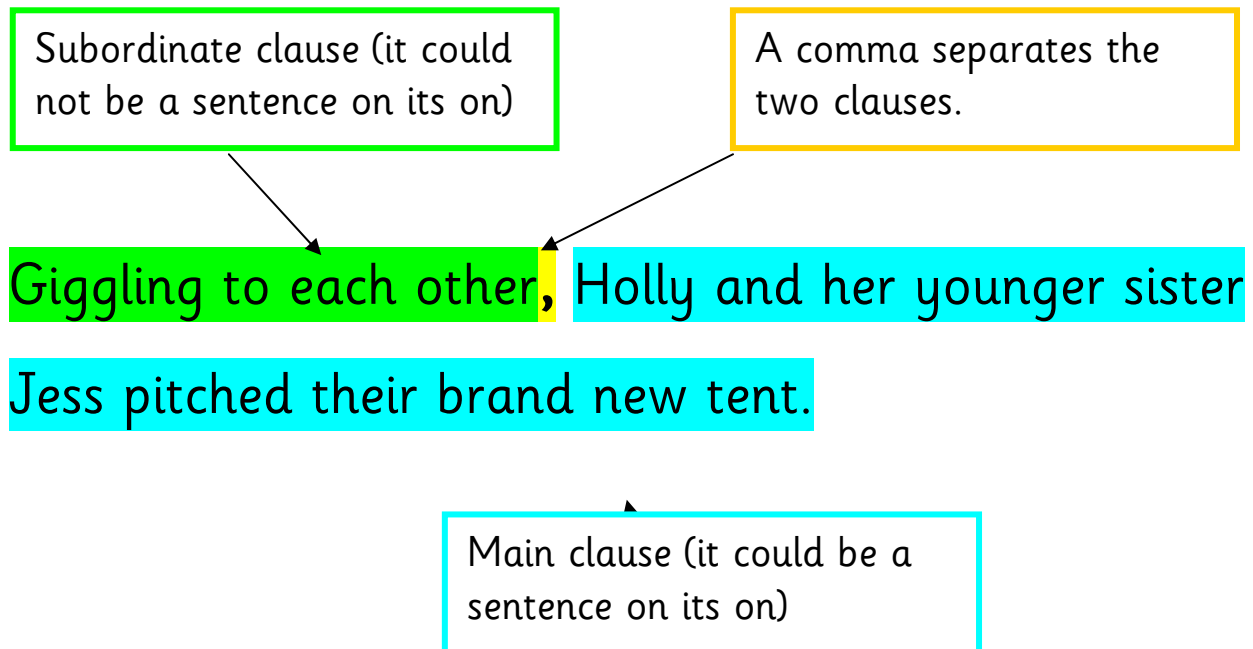 Subordinate clause (it could
not be a sentence on its on)
A comma separates the
two clauses.
Giggling to each other, Holly and her younger sister
Jess pitched their brand new tent.
Main clause (it could be a
sentence on its on)